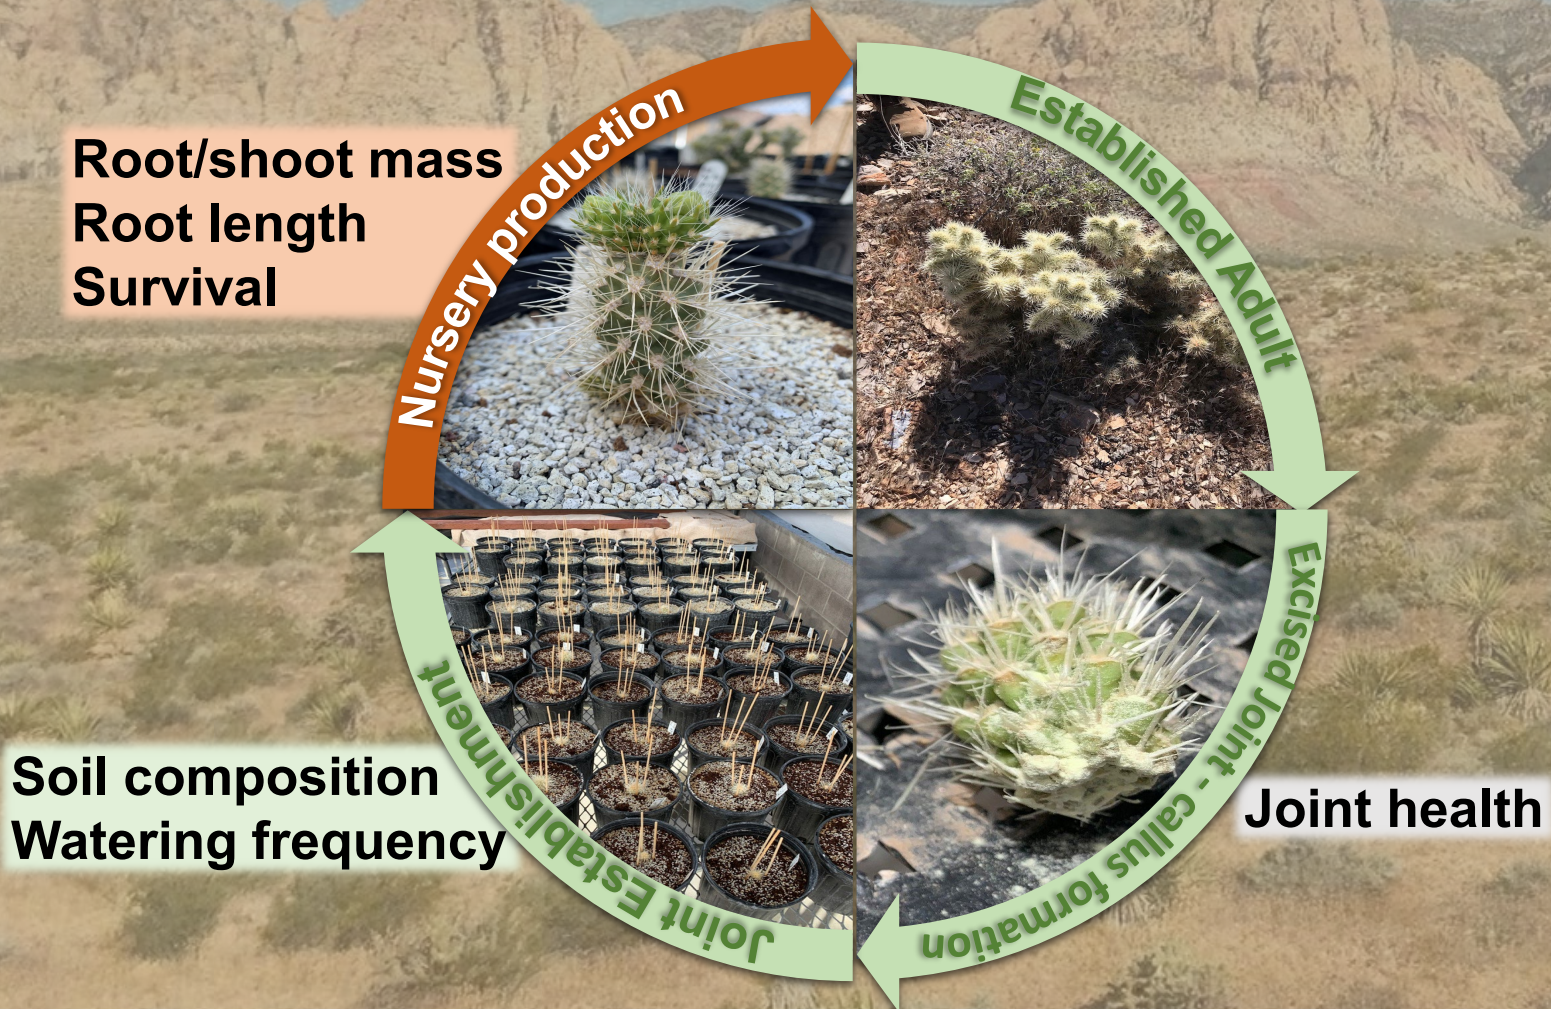 Root/shoot mass
Root length
Survival
Nursery production
Established Adult
Excised Joint - callus formation
Joint health
Joint Establishment
Soil composition
Watering frequency